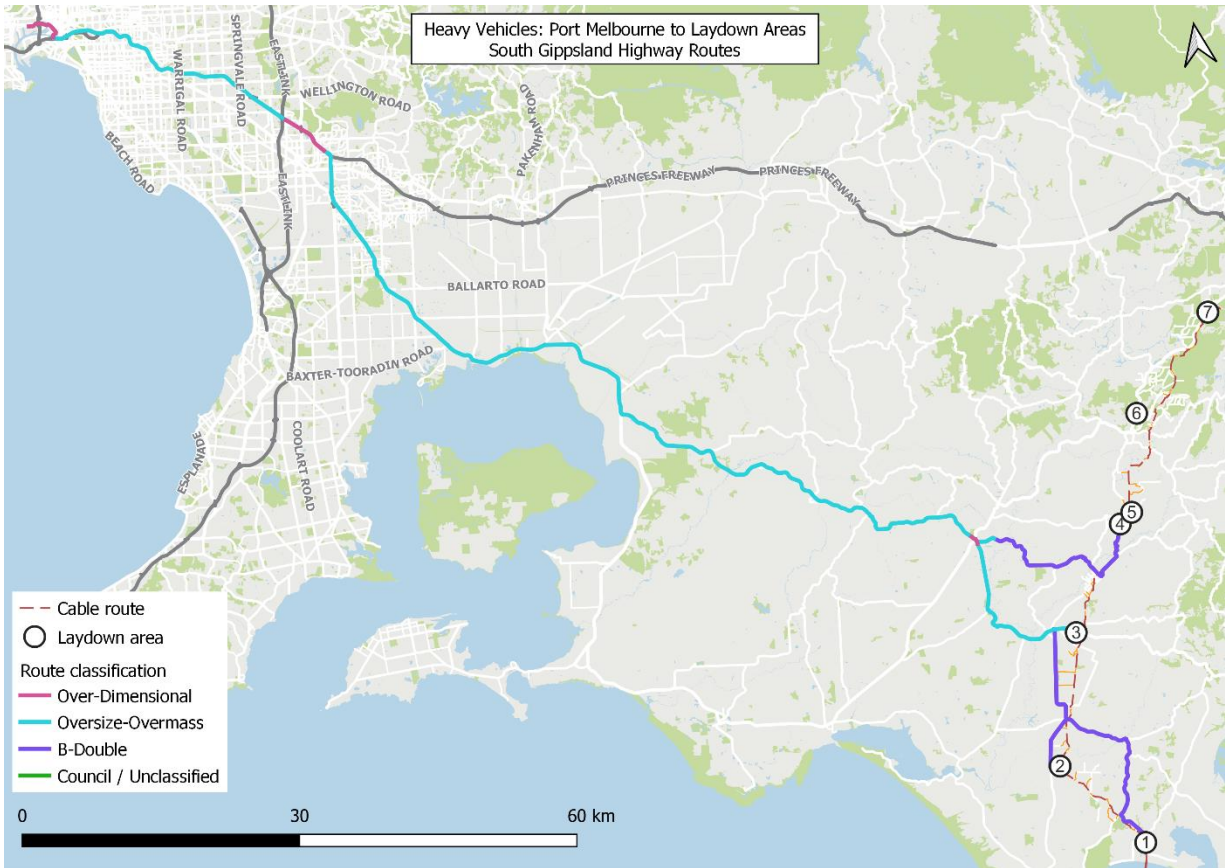 Heavy Vehicles: Port Melbourne to Laydown Areas
South Gippsland Highway Routes
WARRIGAL ROAD
SPRINGVALE ROAD
EASTLINK
WELLINGTON ROAD
PAKENHAM ROAD
BEACH ROAD
EASTLINK
PRINCES FREEWAY
PRINCES FREEWAY
BALLARTO ROAD
BAXTER-TOORADIN ROAD
ESPLANADE
COOLART ROAD
7
6
5
4
3
2
1
Cable route
Laydown area
Route classification
Over-Dimensional
Oversize-Overmass
B-Double
Council / Unclassified
0 30 60 km